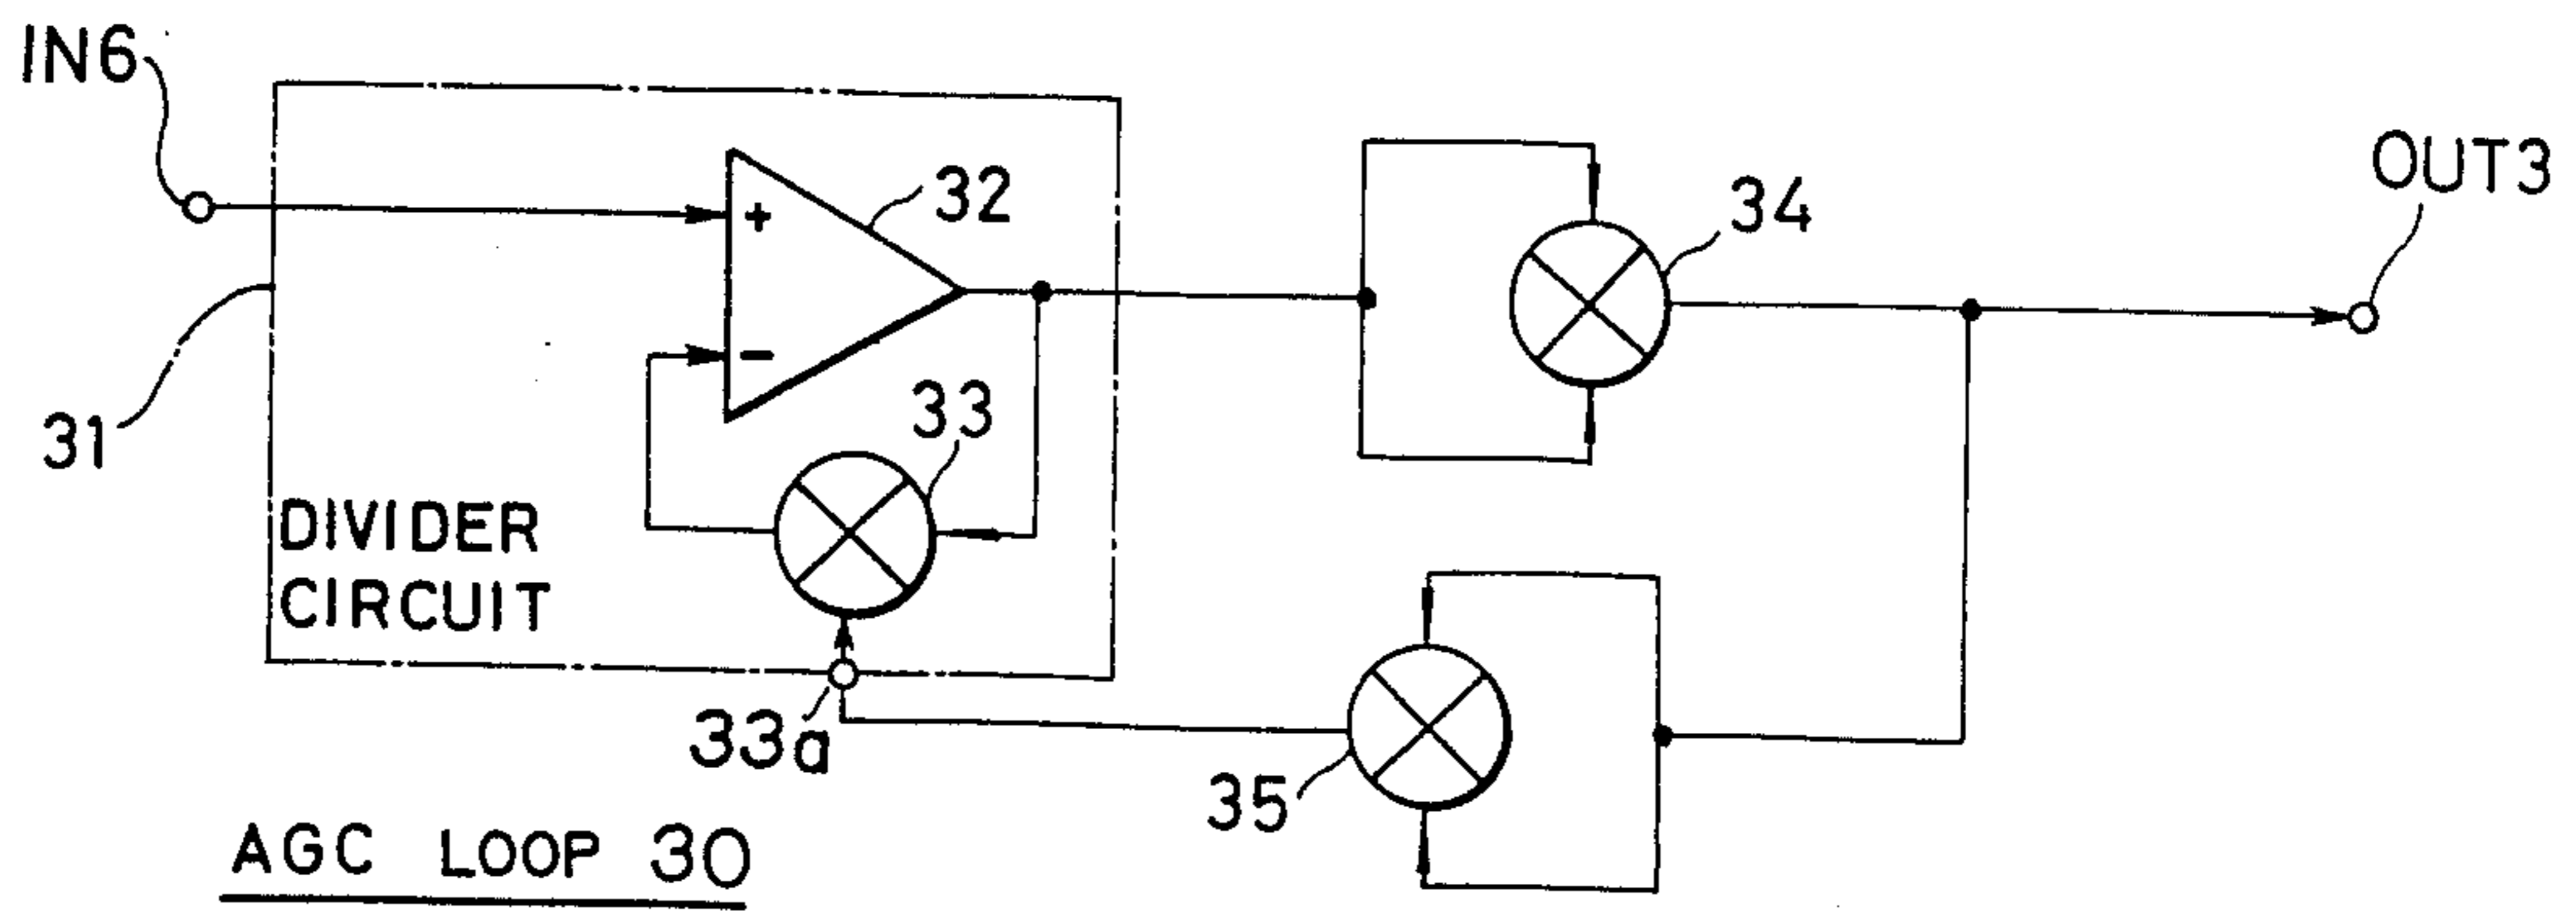 IN6
32
34
OUT3
+
−
31
33
DIVIDER
CIRCUIT
33a
35
AGC LOOP 30